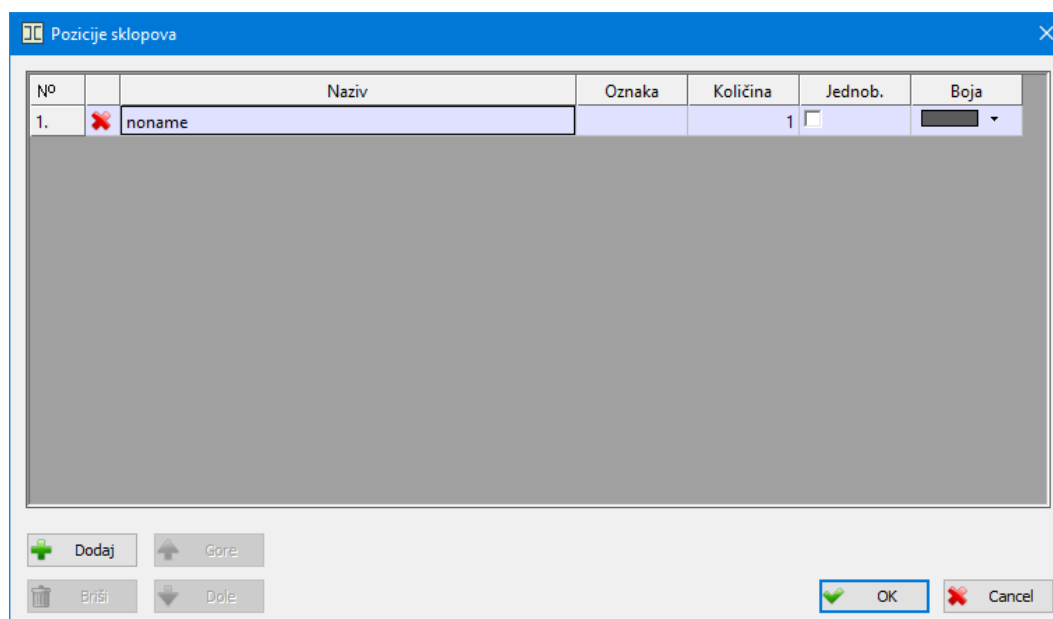 Pozicije sklopova
Nº Naziv Oznaka Količina Jednob. Boja
1. noname 1
Dodaj Gore
Briši Dole OK Cancel